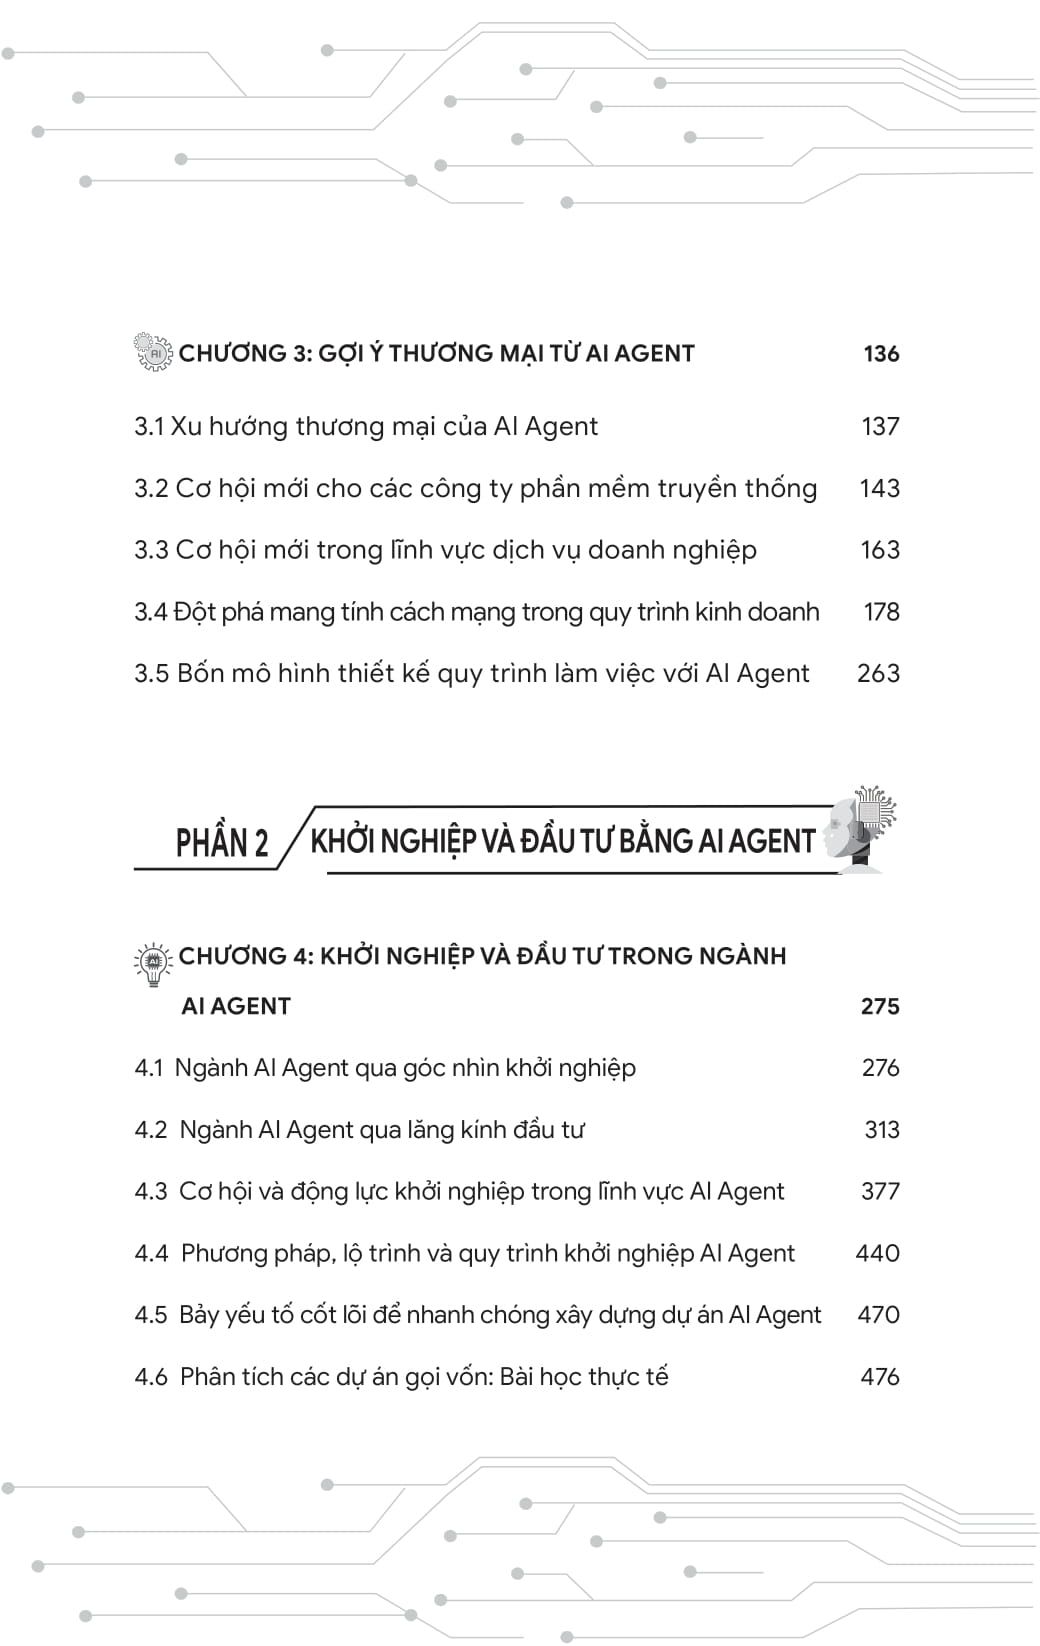 CHƯƠNG 3: GỢI Ý THƯƠNG MẠI TỪ AI AGENT 136
3.1 Xu hướng thương mại của AI Agent 137
3.2 Cơ hội mới cho các công ty phần mềm truyền thống 143
3.3 Cơ hội mới trong lĩnh vực dịch vụ doanh nghiệp 163
3.4 Đột phá mang tính cách mạng trong quy trình kinh doanh 178
3.5 Bốn mô hình thiết kế quy trình làm việc với AI Agent 263
PHẦN 2 KHỞI NGHIỆP VÀ ĐẦU TƯ BẰNG AI AGENT
CHƯƠNG 4: KHỞI NGHIỆP VÀ ĐẦU TƯ TRONG NGÀNH
AI AGENT 275
4.1 Ngành AI Agent qua góc nhìn khởi nghiệp 276
4.2 Ngành AI Agent qua lăng kính đầu tư 313
4.3 Cơ hội và động lực khởi nghiệp trong lĩnh vực AI Agent 377
4.4 Phương pháp, lộ trình và quy trình khởi nghiệp AI Agent 440
4.5 Bảy yếu tố cốt lõi để nhanh chóng xây dựng dự án AI Agent 470
4.6 Phân tích các dự án gọi vốn: Bài học thực tế 476